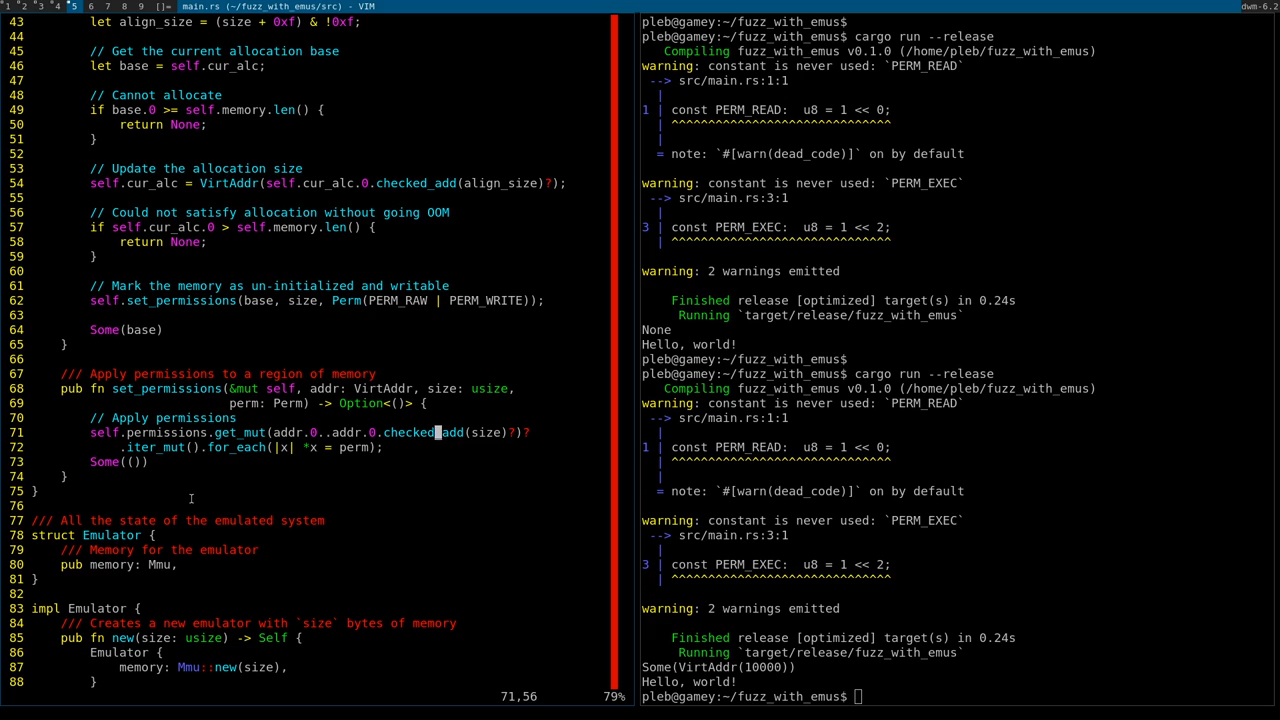 1 2 3 4 5 6 7 8 9 []= main.rs (~/fuzz_with_emus/src) - VIM dwm-6.2
43         let align_size = (size + 0xf) & !0xf;
44
45         // Get the current allocation base
46         let base = self.cur_alc;
47
48         // Cannot allocate
49         if base.0 >= self.memory.len() {
50             return None;
51         }
52
53         // Update the allocation size
54         self.cur_alc = VirtAddr(self.cur_alc.0.checked_add(align_size)?);
55
56         // Could not satisfy allocation without going OOM
57         if self.cur_alc.0 > self.memory.len() {
58             return None;
59         }
60
61         // Mark the memory as un-initialized and writable
62         self.set_permissions(base, size, Perm(PERM_RAW | PERM_WRITE));
63
64         Some(base)
65     }
66
67     /// Apply permissions to a region of memory
68     pub fn set_permissions(&mut self, addr: VirtAddr, size: usize,
69                            perm: Perm) -> Option<()> {
70         // Apply permissions
71         self.permissions.get_mut(addr.0..addr.0.checked_add(size)?)?
72             .iter_mut().for_each(|x| *x = perm);
73         Some(())
74     }
75 }
76
77 /// All the state of the emulated system
78 struct Emulator {
79     /// Memory for the emulator
80     pub memory: Mmu,
81 }
82
83 impl Emulator {
84     /// Creates a new emulator with `size` bytes of memory
85     pub fn new(size: usize) -> Self {
86         Emulator {
87             memory: Mmu::new(size),
88         }
71,56 79%
pleb@gamey:~/fuzz_with_emus$
pleb@gamey:~/fuzz_with_emus$ cargo run --release
   Compiling fuzz_with_emus v0.1.0 (/home/pleb/fuzz_with_emus)
warning: constant is never used: `PERM_READ`
 --> src/main.rs:1:1
  |
1 | const PERM_READ:  u8 = 1 << 0;
  | ^^^^^^^^^^^^^^^^^^^^^^^^^^^^^^
  |
  = note: `#[warn(dead_code)]` on by default

warning: constant is never used: `PERM_EXEC`
 --> src/main.rs:3:1
  |
3 | const PERM_EXEC:  u8 = 1 << 2;
  | ^^^^^^^^^^^^^^^^^^^^^^^^^^^^^^

warning: 2 warnings emitted

    Finished release [optimized] target(s) in 0.24s
     Running `target/release/fuzz_with_emus`
None
Hello, world!
pleb@gamey:~/fuzz_with_emus$
pleb@gamey:~/fuzz_with_emus$ cargo run --release
   Compiling fuzz_with_emus v0.1.0 (/home/pleb/fuzz_with_emus)
warning: constant is never used: `PERM_READ`
 --> src/main.rs:1:1
  |
1 | const PERM_READ:  u8 = 1 << 0;
  | ^^^^^^^^^^^^^^^^^^^^^^^^^^^^^^
  |
  = note: `#[warn(dead_code)]` on by default

warning: constant is never used: `PERM_EXEC`
 --> src/main.rs:3:1
  |
3 | const PERM_EXEC:  u8 = 1 << 2;
  | ^^^^^^^^^^^^^^^^^^^^^^^^^^^^^^

warning: 2 warnings emitted

    Finished release [optimized] target(s) in 0.24s
     Running `target/release/fuzz_with_emus`
Some(VirtAddr(10000))
Hello, world!
pleb@gamey:~/fuzz_with_emus$